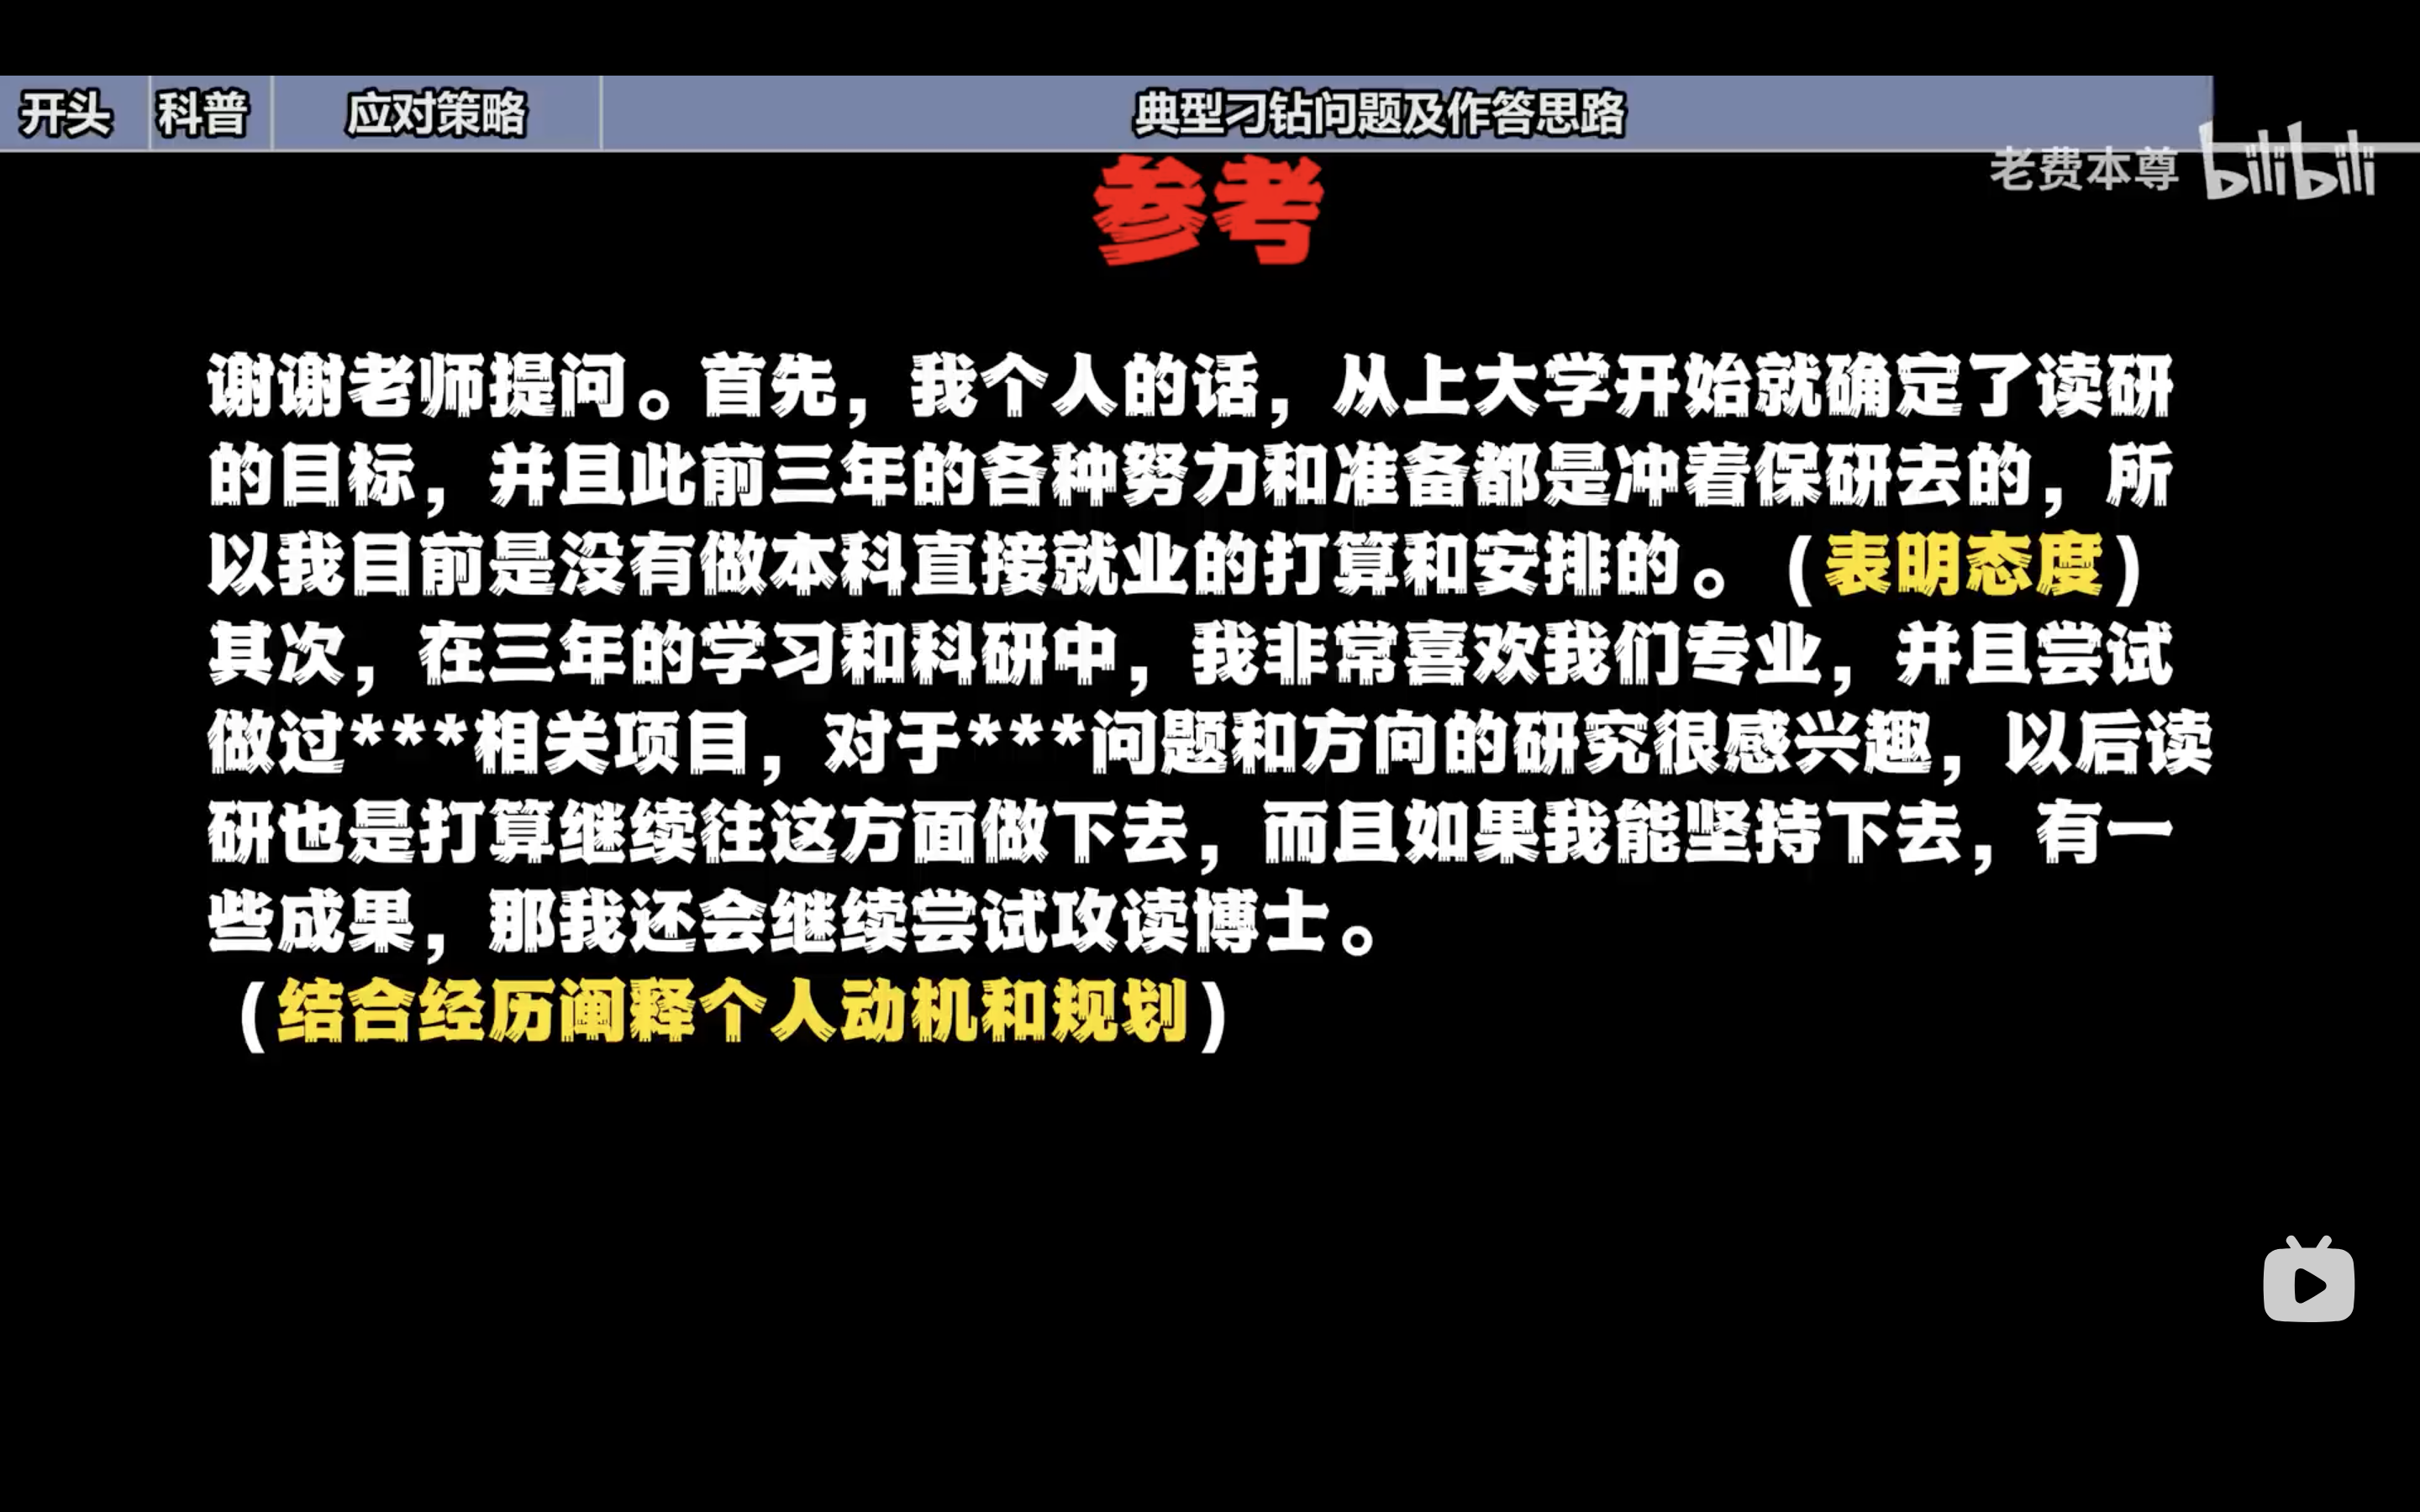 开头 科普 应对策略 典型刁钻问题及作答思路
老费本尊 bilibili
参考
谢谢老师提问。首先，我个人的话，从上大学开始就确定了读研
的目标，并且此前三年的各种努力和准备都是冲着保研去的，所
以我目前是没有做本科直接就业的打算和安排的。（表明态度）
其次，在三年的学习和科研中，我非常喜欢我们专业，并且尝试
做过***相关项目，对于***问题和方向的研究很感兴趣，以后读
研也是打算继续往这方面做下去，而且如果我能坚持下去，有一
些成果，那我还会继续尝试攻读博士。
（结合经历阐释个人动机和规划）